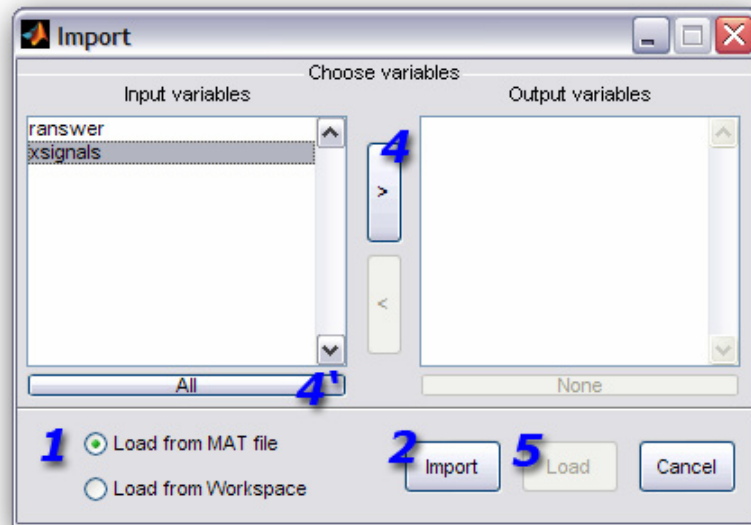 Import
Choose variables
Input variables
Output variables
ranswer
xsignals
4
>
<
All
4'
None
1
Load from MAT file
2
Import
5
Load
Cancel
Load from Workspace